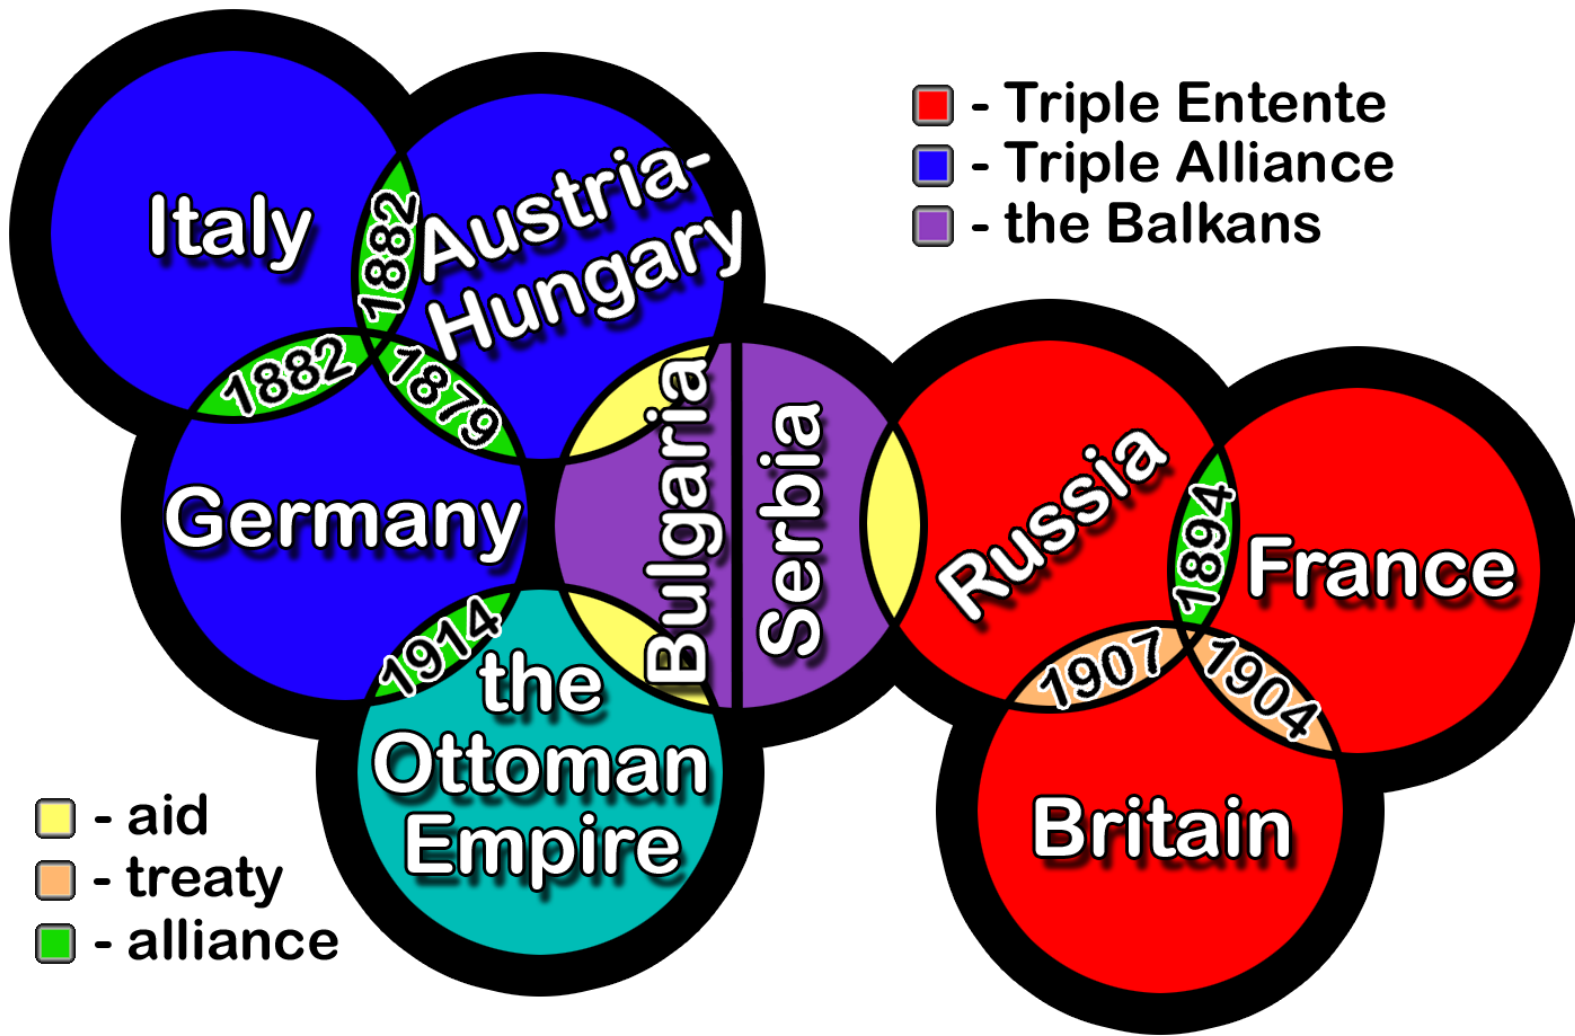 Italy
Austria-
Hungary
1882
1882
1879
Germany
1914
the
Ottoman
Empire
Bulgaria
Serbia
Russia
1894
France
1907
1904
Britain
- Triple Entente
- Triple Alliance
- the Balkans
- aid
- treaty
- alliance